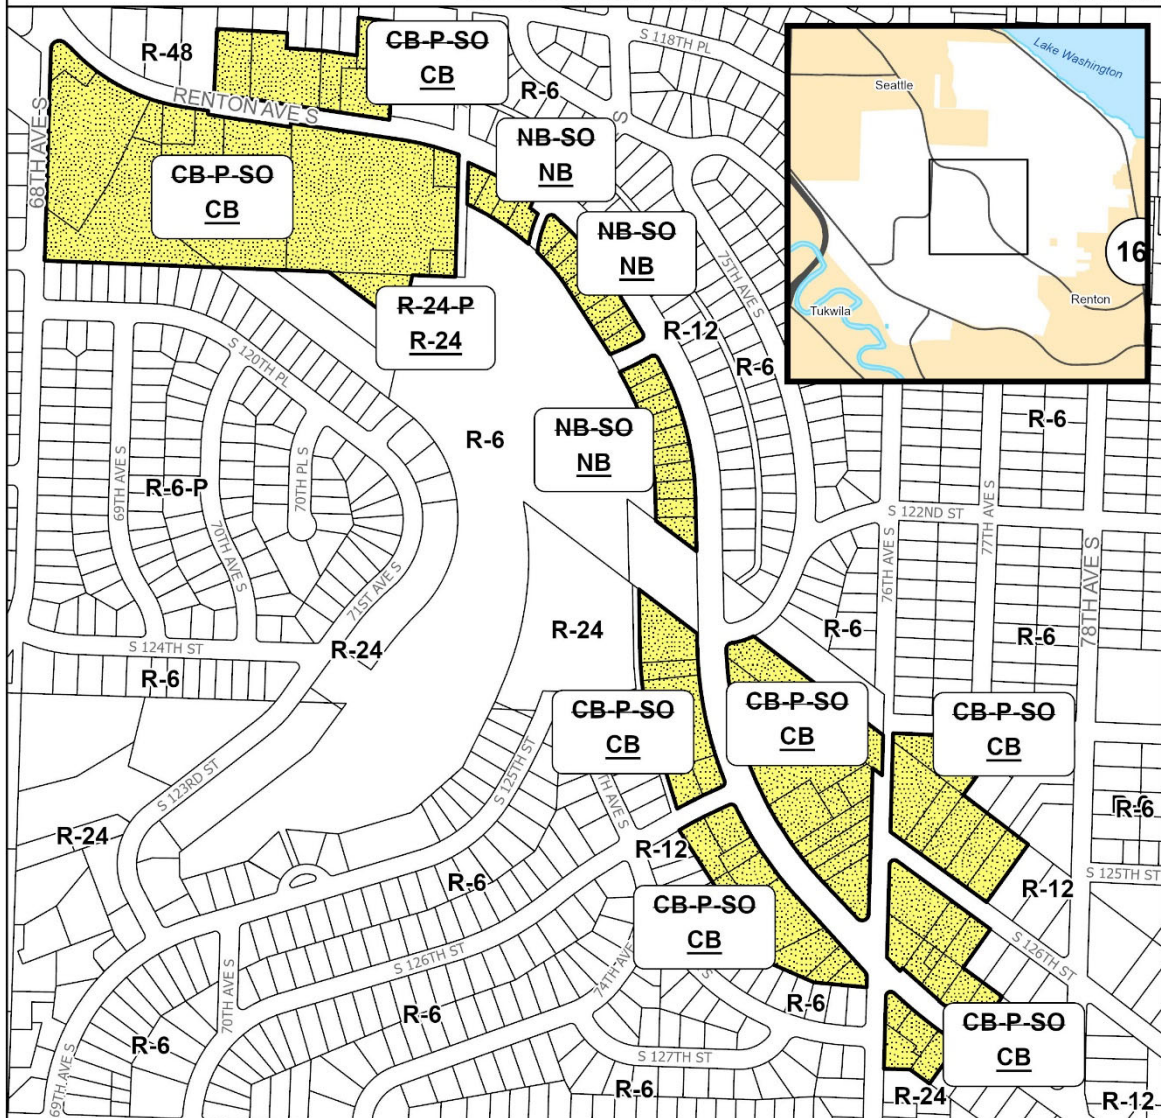 S 118TH PL
R-48
CB-P-SO
CB
R-6
RENTON AVE S
68TH AVE S
S
NB-SO
NB
CB-P-SO
CB
NB-SO
NB
75TH AVE S
R-24-P
R-24
R-12
R-6
S 120TH PL
Lake Washington
Seattle
16
Renton
Tukwila
R-6
NB-SO
NB
R-6
69TH AVE S
R-6-P
70TH AVE S
70TH PL S
71ST AVE S
S 122ND ST
76TH AVE S
77TH AVE S
78TH AVE S
R-24
R-6
R-6
S 124TH ST
R-24
R-6
CB-P-SO
CB
CB-P-SO
CB
CB-P-SO
CB
S 123RD ST
S 125TH ST
TH AVE S
R-24
R-6
R-12
R-6
S 125TH ST
R-12
CB-P-SO
CB
S 126TH ST
S 126TH ST
74TH AVE
S
70TH AVE S
R-6
R-6
R-6
CB-P-SO
CB
S 127TH ST
69TH AVE S
R-6
R-24
R-12